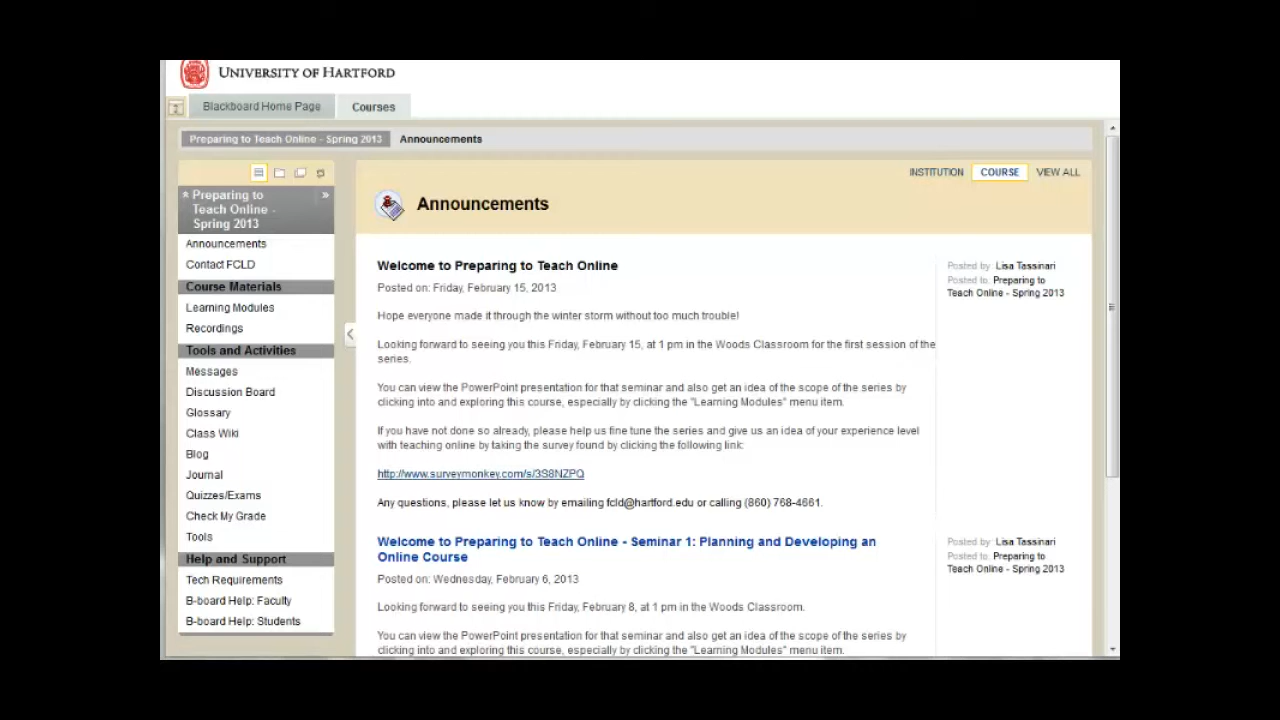 UNIVERSITY OF HARTFORD
Blackboard Home Page
Courses
Preparing to Teach Online - Spring 2013
Announcements
INSTITUTION
COURSE
VIEW ALL
Preparing to
Teach Online -
Spring 2013
Announcements
Contact FCLD
Course Materials
Learning Modules
Recordings
Tools and Activities
Messages
Discussion Board
Glossary
Class Wiki
Blog
Journal
Quizzes/Exams
Check My Grade
Tools
Help and Support
Tech Requirements
B-board Help: Faculty
B-board Help: Students
Announcements
Welcome to Preparing to Teach Online
Posted on: Friday, February 15, 2013
Hope everyone made it through the winter storm without too much trouble!
Looking forward to seeing you this Friday, February 15, at 1 pm in the Woods Classroom for the first session of the
series.
You can view the PowerPoint presentation for that seminar and also get an idea of the scope of the series by
clicking into and exploring this course, especially by clicking the "Learning Modules" menu item.
If you have not done so already, please help us fine tune the series and give us an idea of your experience level
with teaching online by taking the survey found by clicking the following link:
http://www.surveymonkey.com/s/3S8NZPQ
Any questions, please let us know by emailing fcld@hartford.edu or calling (860) 768-4661.
Posted by: Lisa Tassinari
Posted to: Preparing to
Teach Online - Spring 2013
Welcome to Preparing to Teach Online - Seminar 1: Planning and Developing an
Online Course
Posted on: Wednesday, February 6, 2013
Looking forward to seeing you this Friday, February 8, at 1 pm in the Woods Classroom.
You can view the PowerPoint presentation for that seminar and also get an idea of the scope of the series by
clicking into and exploring this course, especially by clicking the "Learning Modules" menu item.
Posted by: Lisa Tassinari
Posted to: Preparing to
Teach Online - Spring 2013